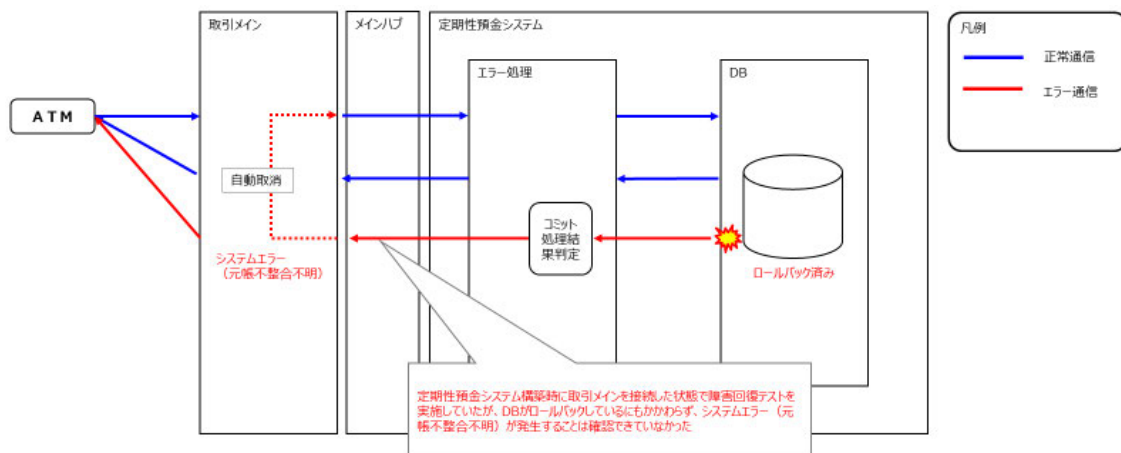 取引メイン
メインハブ
定期性預金システム
凡例
正常通信
エラー通信
エラー処理
DB
ATM
自動取消
コミット
処理結
果判定
システムエラー
（元帳不整合不明）
ロールバック済み
定期性預金システム構築時に取引メインを接続した状態で障害回復テストを
実施していたが、DBがロールバックしているにもかかわらず、システムエラー（元
帳不整合不明）が発生することは確認できていなかった